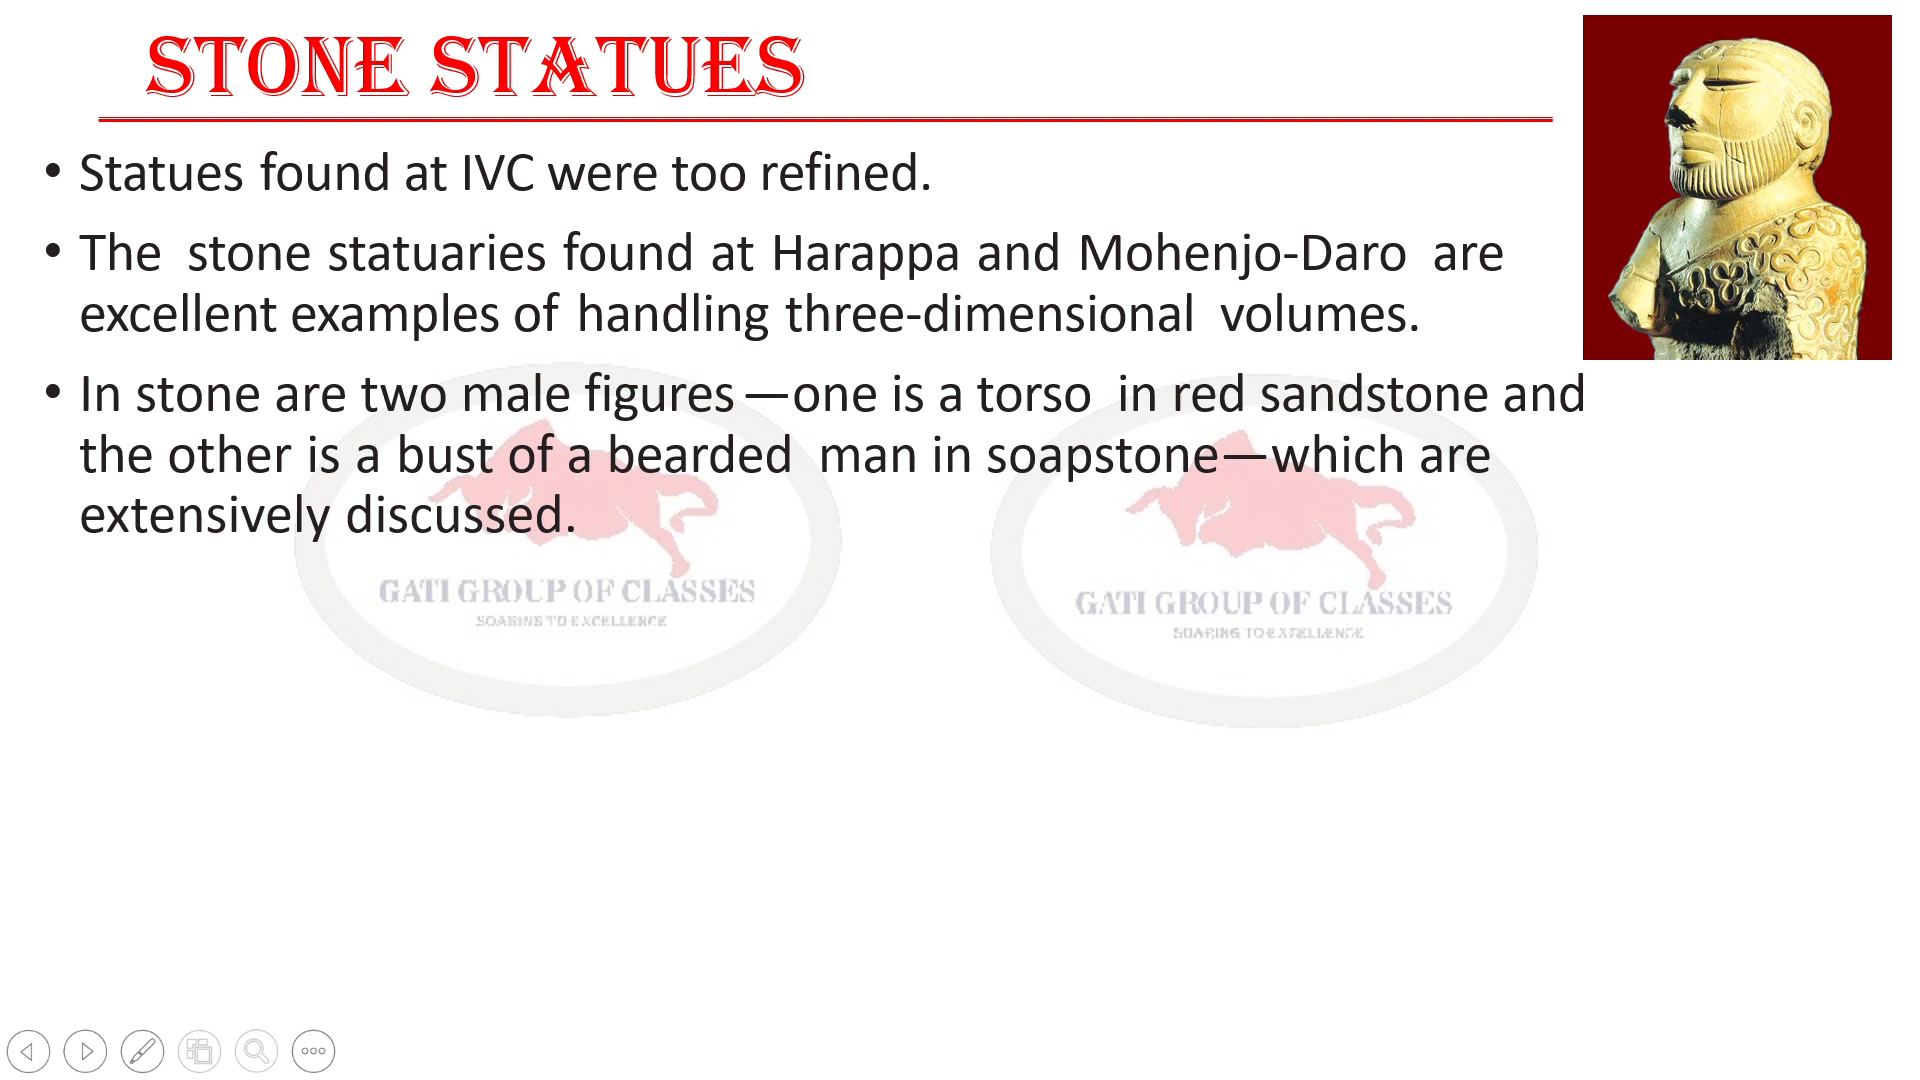 STONE STATUES
• Statues found at IVC were too refined.
• The stone statuaries found at Harappa and Mohenjo-Daro are
excellent examples of handling three-dimensional volumes.
• In stone are two male figures —one is a torso in red sandstone and
the other is a bust of a bearded man in soapstone—which are
extensively discussed.
GATI GROUP OF CLASSES
SOARING TO EXCELLENCE
GATI GROUP OF CLASSES
SOARING TO EXCELLENCE